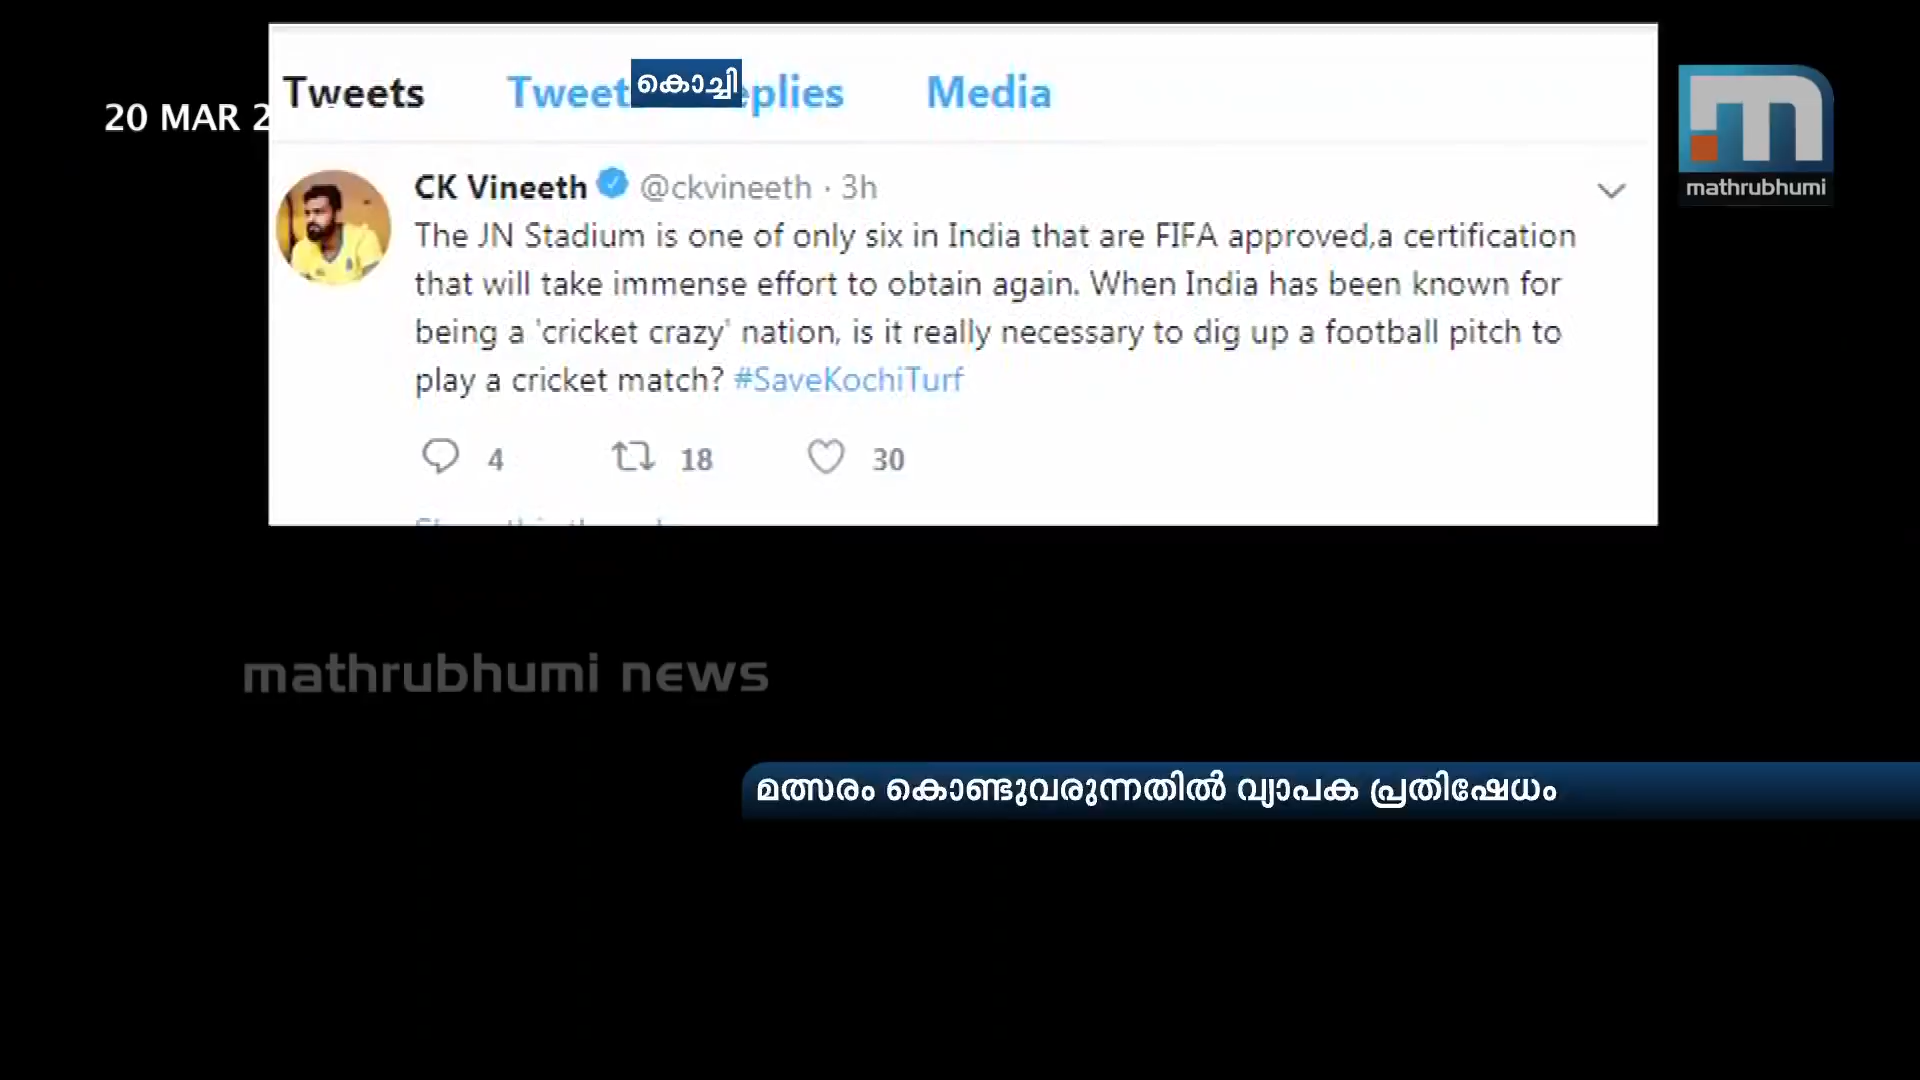 Tweets
കൊച്ചി
Media
20 MAR
mathrubhumi
CK Vineeth @ckvineeth · 3h
The JN Stadium is one of only six in India that are FIFA approved,a certification
that will take immense effort to obtain again. When India has been known for
being a 'cricket crazy' nation, is it really necessary to dig up a football pitch to
play a cricket match? #SaveKochiTurf
4 18 30
mathrubhumi news
മത്സരം കൊണ്ടുവരുന്നതിൽ വ്യാപക പ്രതിഷേധം